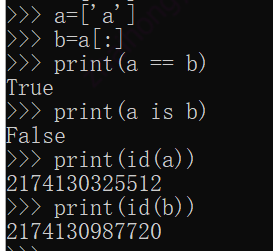 >>> a=['a']
>>> b=a[:]
>>> print(a == b)
True
>>> print(a is b)
False
>>> print(id(a))
2174130325512
>>> print(id(b))
2174130987720